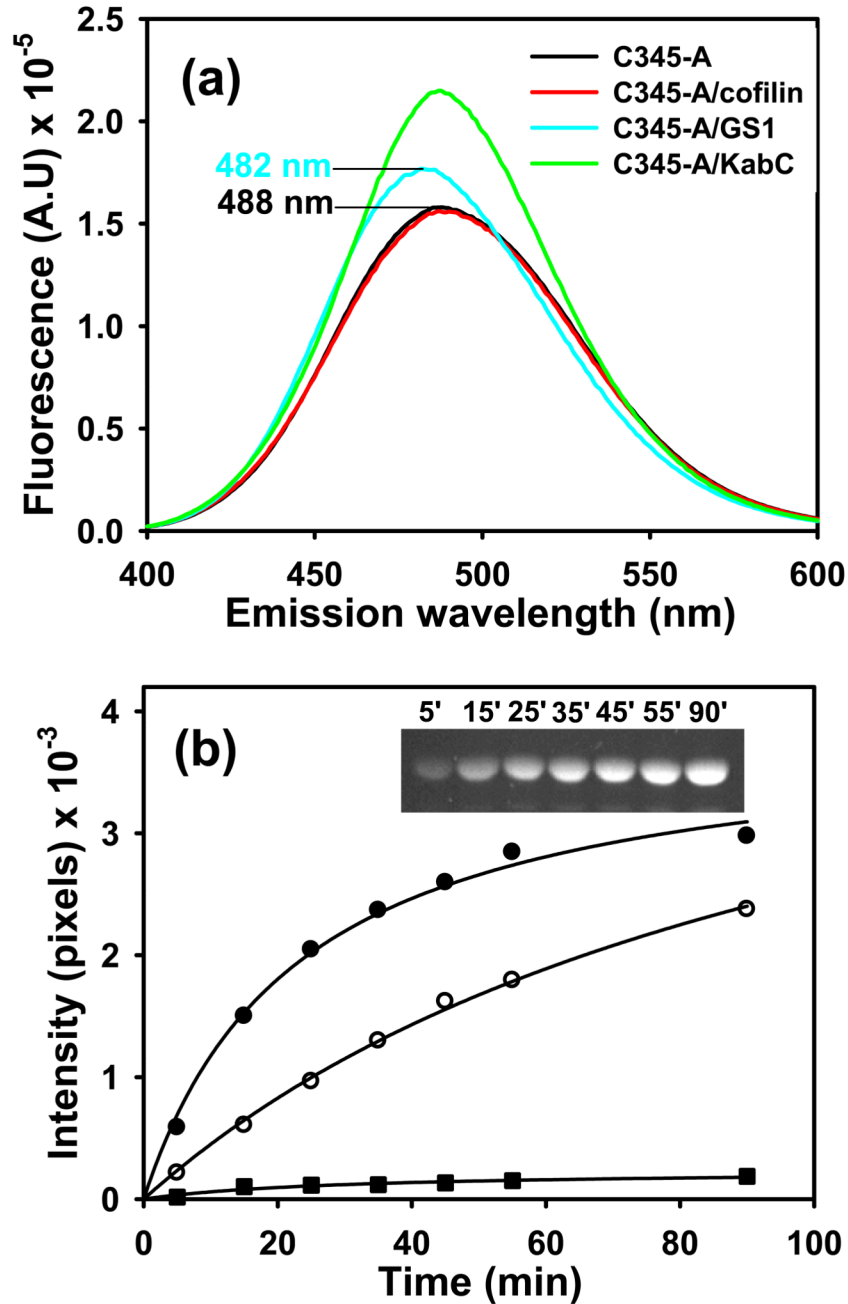 2.5
(a)
C345-A
C345-A/cofilin
C345-A/GS1
C345-A/KabC
2.0
482 nm
488 nm
1.5
1.0
0.5
0.0
Fluorescence (A.U) x 10⁻⁵
400 450 500 550 600
Emission wavelength (nm)
4
(b)
5' 15' 25' 35' 45' 55' 90'
3
2
1
0
Intensity (pixels) x 10⁻³
0 20 40 60 80 100
Time (min)